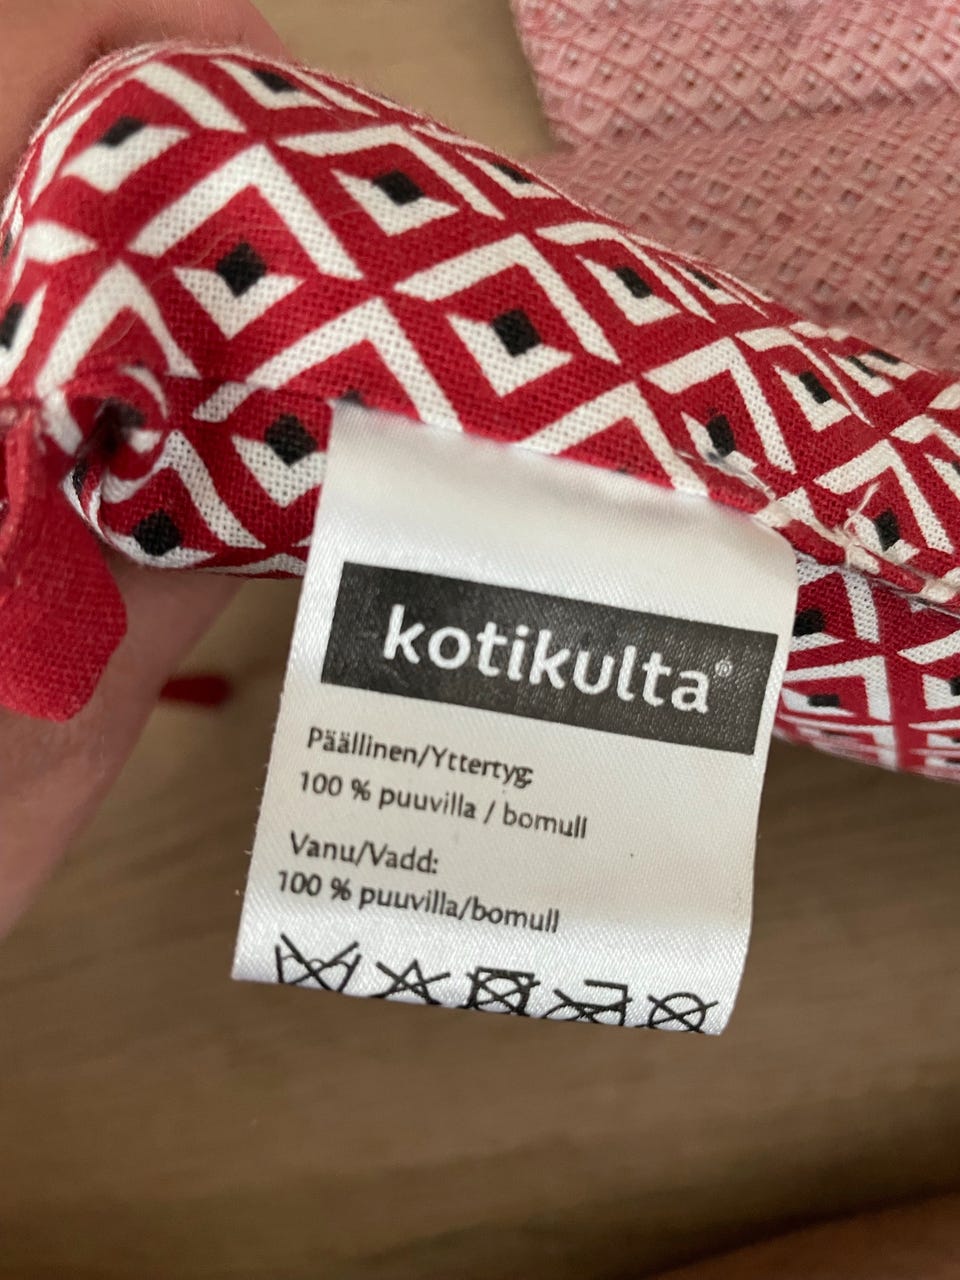 kotikulta®
Päällinen/Yttertyg:
100 % puuvilla / bomull
Vanu/Vadd:
100 % puuvilla/bomull